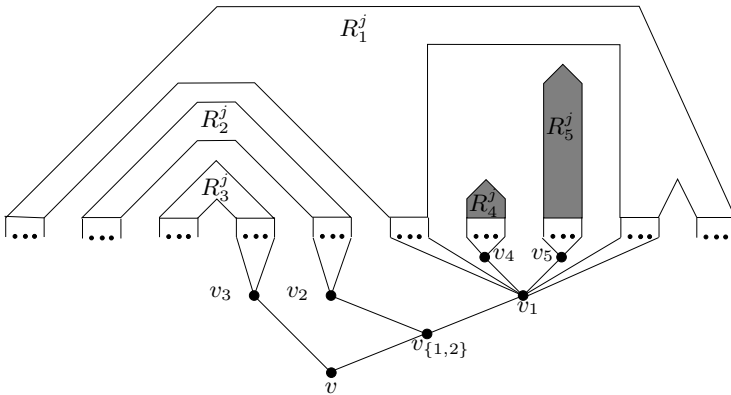 R_1^j
R_2^j
R_5^j
R_3^j
R_4^j
... ... ... ... ... ... ... ... ... ...
v_4 v_5
v_3 v_2 v_1
v_{\{1,2\}}
v